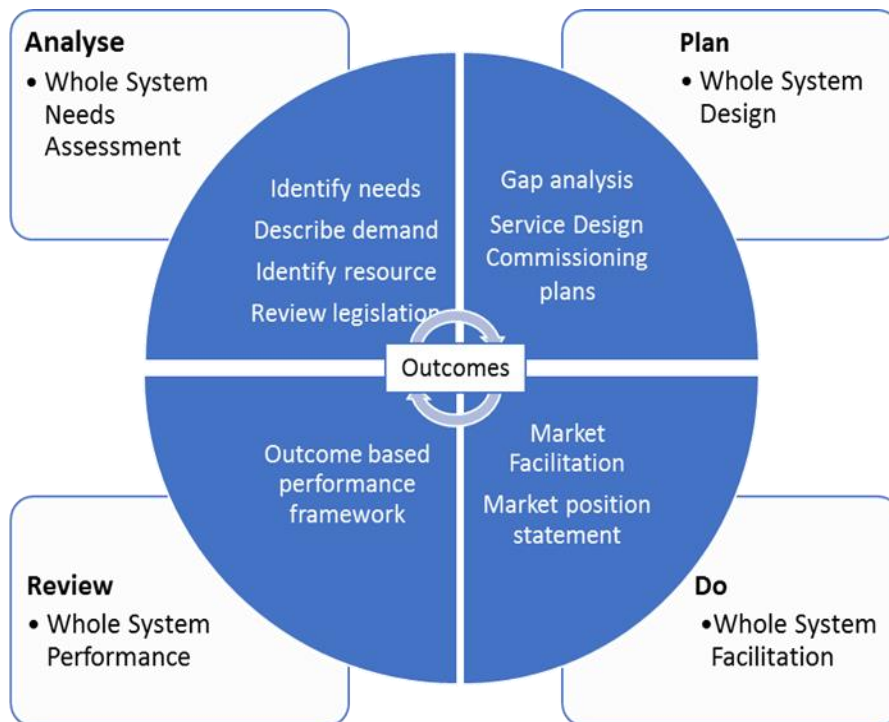 Analyse
• Whole System
Needs
Assessment
Plan
• Whole System
Design
Identify needs
Describe demand
Identify resource
Review legislation
Gap analysis
Service Design
Commissioning
plans
Outcomes
Outcome based
performance
framework
Market
Facilitation
Market position
statement
Review
• Whole System
Performance
Do
•Whole System
Facilitation